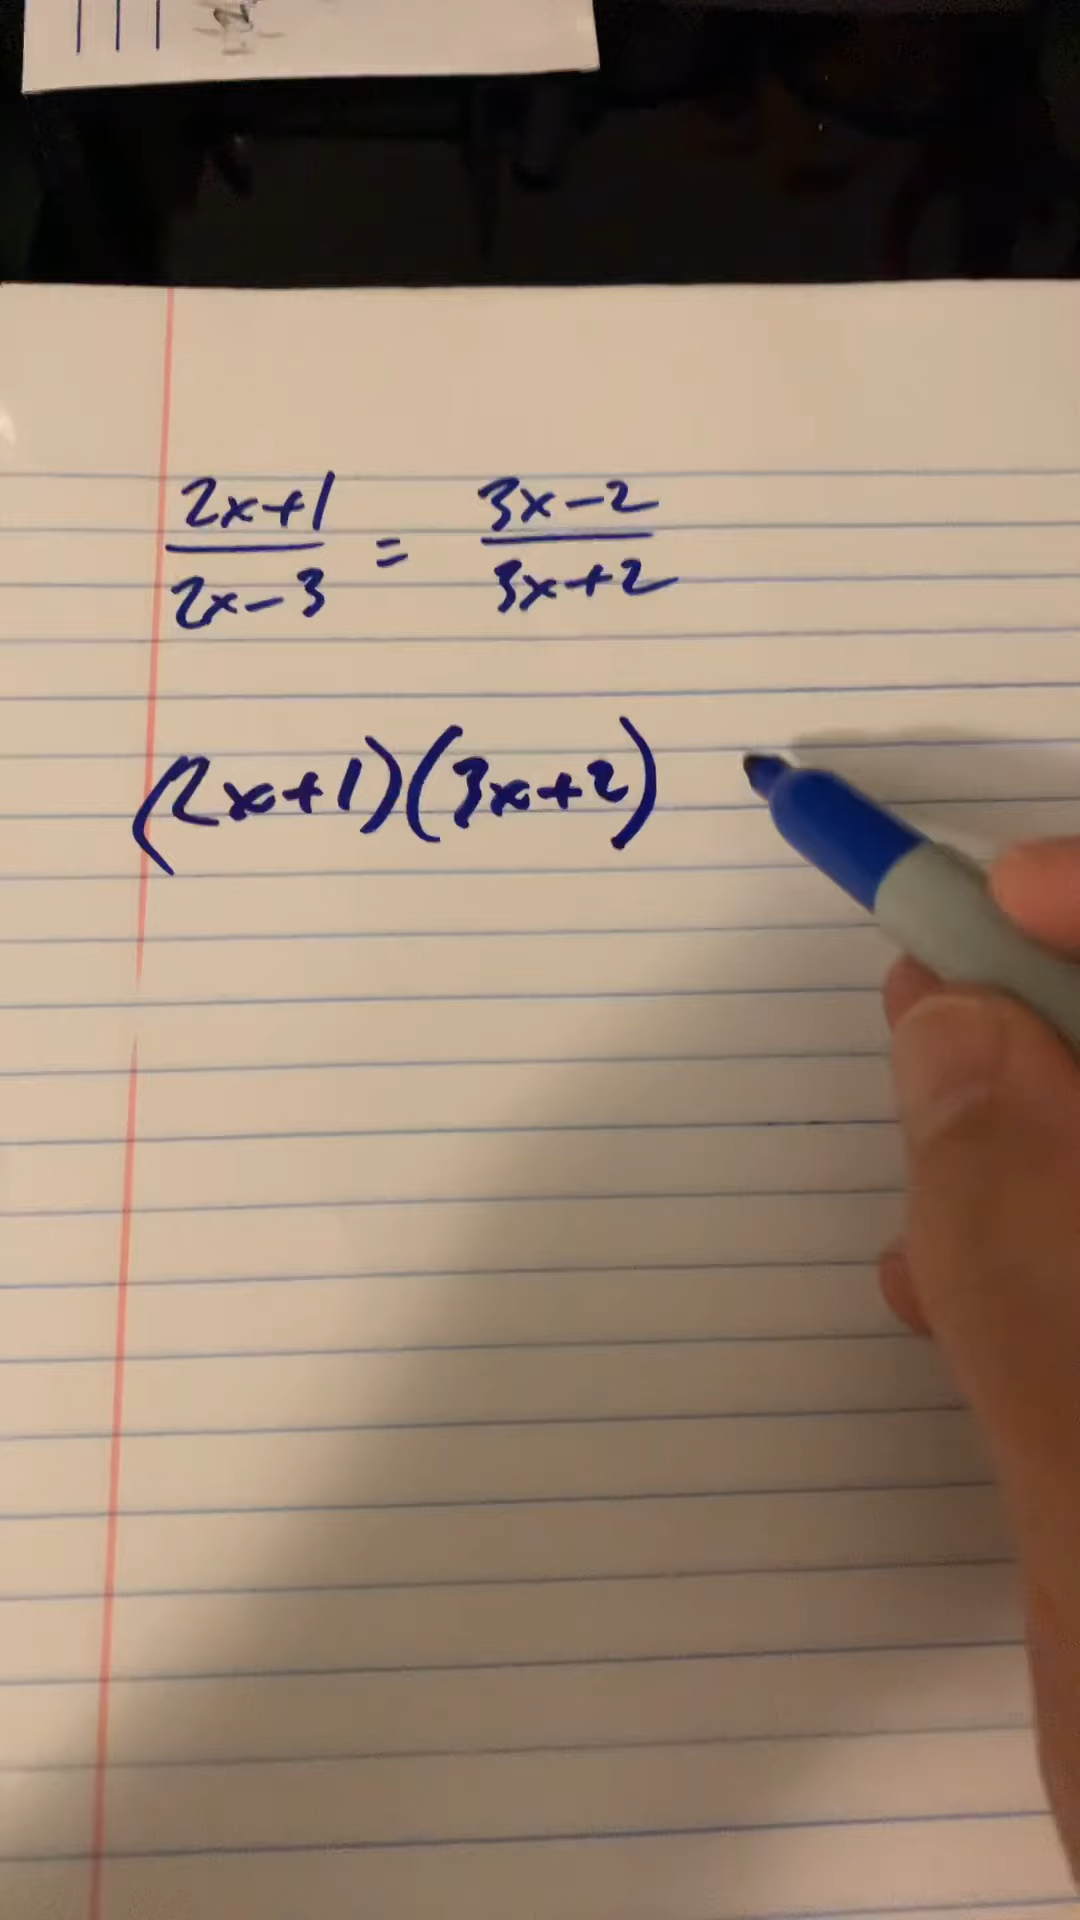 2x+1 / 2x-3 = 3x-2 / 3x+2
(2x+1)(3x+2)